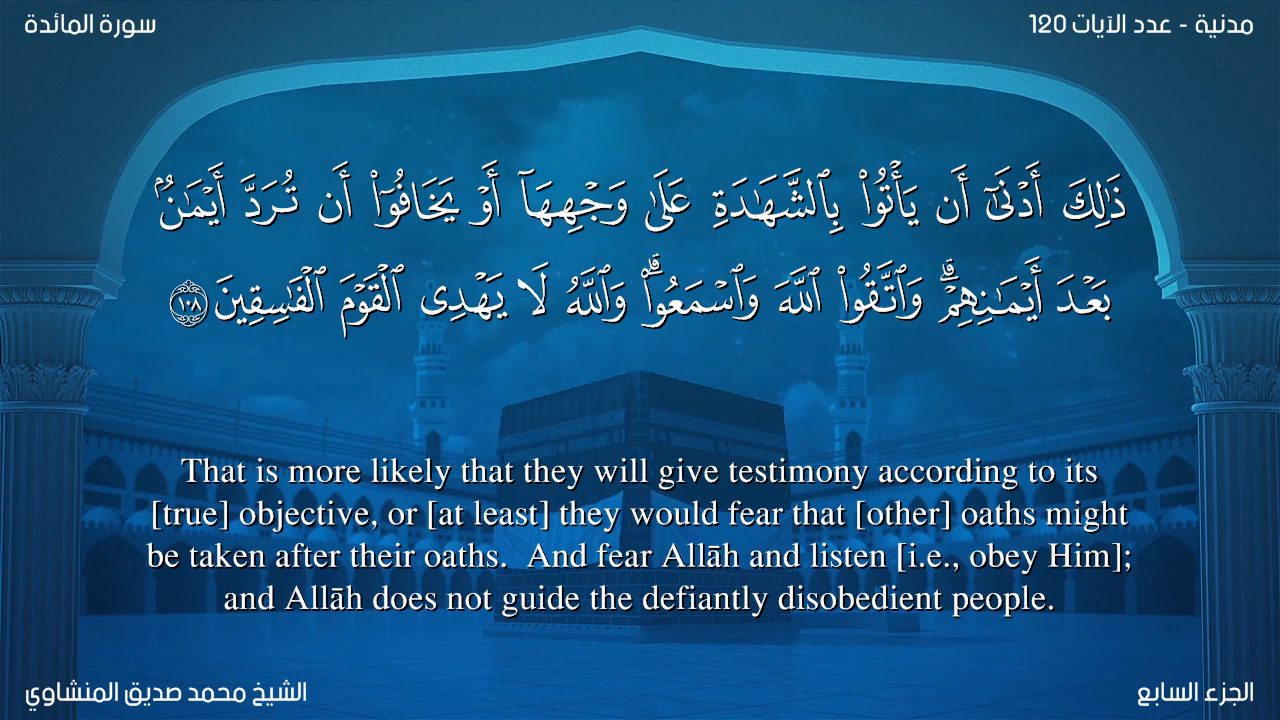 مدنية - عدد الآيات 120
سورة المائدة
ذَٰلِكَ أَدْنَىٰٓ أَن يَأْتُوا۟ بِٱلشَّهَٰدَةِ عَلَىٰ وَجْهِهَآ أَوْ يَخَافُوٓا۟ أَن تُرَدَّ أَيْمَٰنٌۢ
بَعْدَ أَيْمَٰنِهِمْ ۗ وَٱتَّقُوا۟ ٱللَّهَ وَٱسْمَعُوا۟ ۗ وَٱللَّهُ لَا يَهْدِى ٱلْقَوْمَ ٱلْفَٰسِقِينَ ١٠٨
That is more likely that they will give testimony according to its
[true] objective, or [at least] they would fear that [other] oaths might
be taken after their oaths.  And fear Allāh and listen [i.e., obey Him];
and Allāh does not guide the defiantly disobedient people.
الجزء السابع
الشيخ محمد صديق المنشاوي